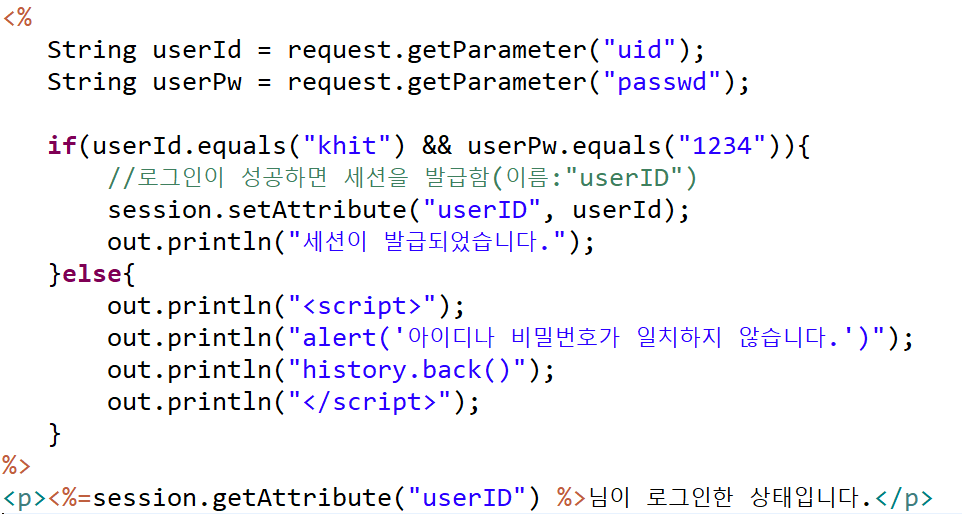 <%
String userId = request.getParameter("uid");
String userPw = request.getParameter("passwd");
if(userId.equals("khit") && userPw.equals("1234")){
//로그인이 성공하면 세션을 발급함(이름:"userID")
session.setAttribute("userID", userId);
out.println("세션이 발급되었습니다.");
}else{
out.println("<script>");
out.println("alert('아이디나 비밀번호가 일치하지 않습니다.')");
out.println("history.back()");
out.println("</script>");
}
%>
<p><%=session.getAttribute("userID") %>님이 로그인한 상태입니다.</p>